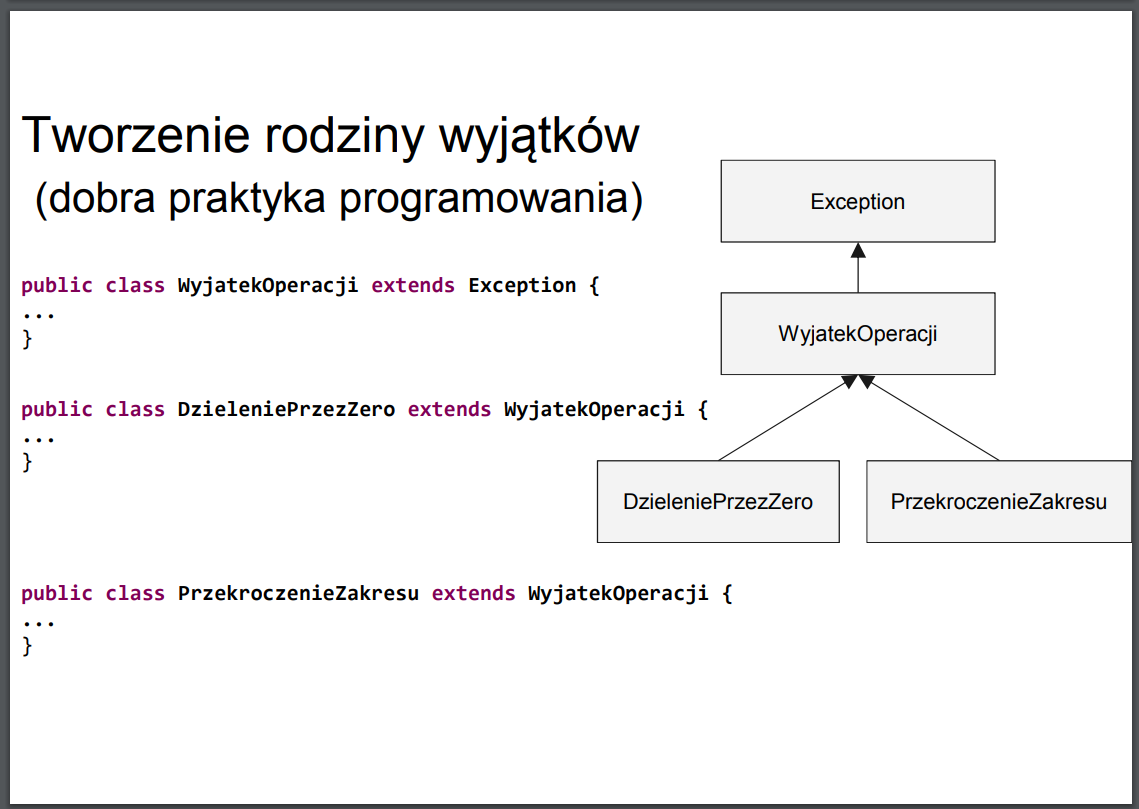 Tworzenie rodziny wyjątków
(dobra praktyka programowania)
public class WyjatekOperacji extends Exception {
...
}
public class DzieleniePrzezZero extends WyjatekOperacji {
...
}
public class PrzekroczenieZakresu extends WyjatekOperacji {
...
}
Exception
WyjatekOperacji
DzieleniePrzezZero
PrzekroczenieZakresu